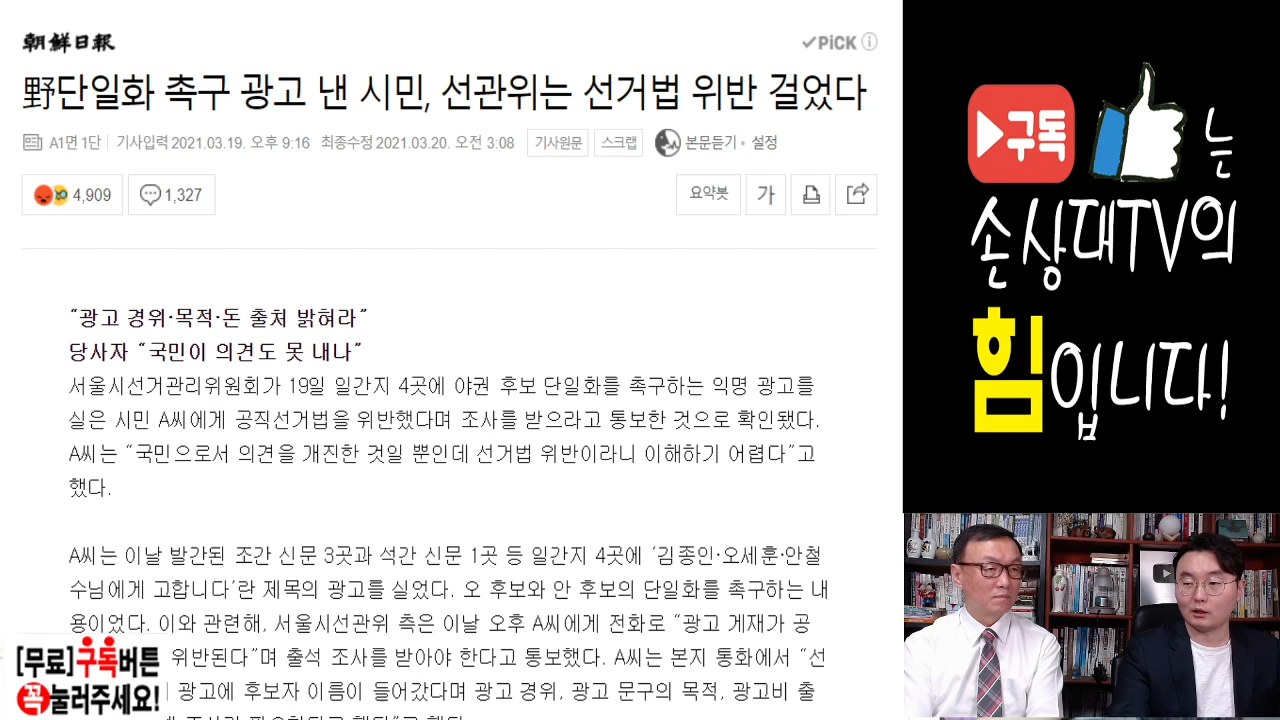 朝鮮日報
✓PiCK ⓘ
野단일화 촉구 광고 낸 시민, 선관위는 선거법 위반 걸었다
A1면 1단 기사입력 2021.03.19. 오후 9:16 최종수정 2021.03.20. 오전 3:08 기사원문 스크랩 본문듣기 · 설정
4,909 1,327 요약봇 가
“광고 경위·목적·돈 출처 밝혀라”
당사자 “국민이 의견도 못 내나”
서울시선거관리위원회가 19일 일간지 4곳에 야권 후보 단일화를 촉구하는 익명 광고를
실은 시민 A씨에게 공직선거법을 위반했다며 조사를 받으라고 통보한 것으로 확인됐다.
A씨는 “국민으로서 의견을 개진한 것일 뿐인데 선거법 위반이라니 이해하기 어렵다”고
했다.
A씨는 이날 발간된 조간 신문 3곳과 석간 신문 1곳 등 일간지 4곳에 ‘김종인·오세훈·안철
수님에게 고합니다’란 제목의 광고를 실었다. 오 후보와 안 후보의 단일화를 촉구하는 내
용이었다. 이와 관련해, 서울시선관위 측은 이날 오후 A씨에게 전화로 “광고 게재가 공
위반된다”며 출석 조사를 받아야 한다고 통보했다. A씨는 본지 통화에서 “선
광고에 후보자 이름이 들어갔다며 광고 경위, 광고 문구의 목적, 광고비 출
[무료]구독버튼
꼭눌러주세요!
구독 는
손상대TV의
힘입니다!